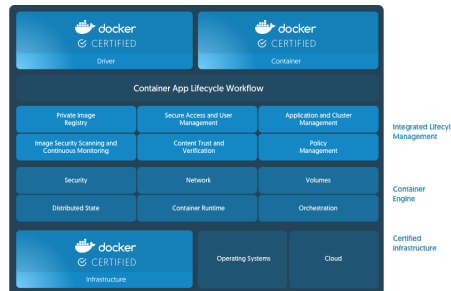 docker
CERTIFIED
Driver
docker
CERTIFIED
Container
Container App Lifecycle Workflow
Private Image
Registry
Secure Access and User
Management
Application and Cluster
Management
Image Security Scanning and
Continuous Monitoring
Content Trust and
Verification
Policy
Management
Integrated Lifecyl
Management
Security
Network
Volumes
Distributed State
Container Runtime
Orchestration
Container
Engine
docker
CERTIFIED
Infrastructure
Operating Systems
Cloud
Certified
Infrastructure